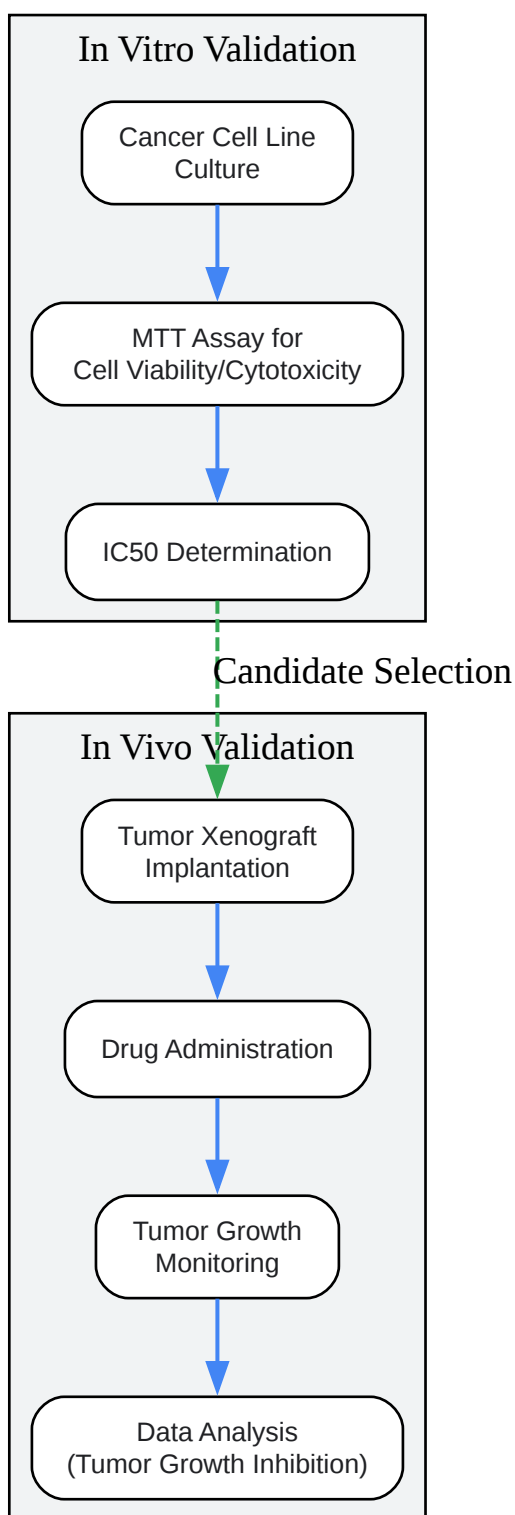 In Vitro Validation
Cancer Cell Line
Culture
MTT Assay for
Cell Viability/Cytotoxicity
IC50 Determination
Candidate Selection
In Vivo Validation
Tumor Xenograft
Implantation
Drug Administration
Tumor Growth
Monitoring
Data Analysis
(Tumor Growth Inhibition)